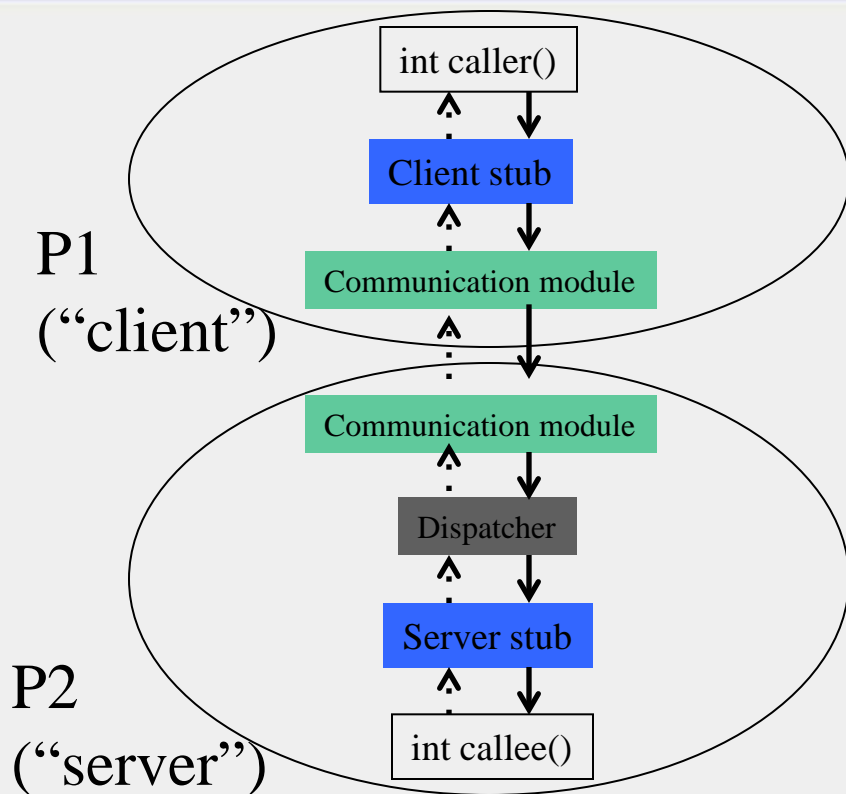 int caller()
Client stub
P1
(“client”)
Communication module
Communication module
Dispatcher
Server stub
P2
(“server”)
int callee()